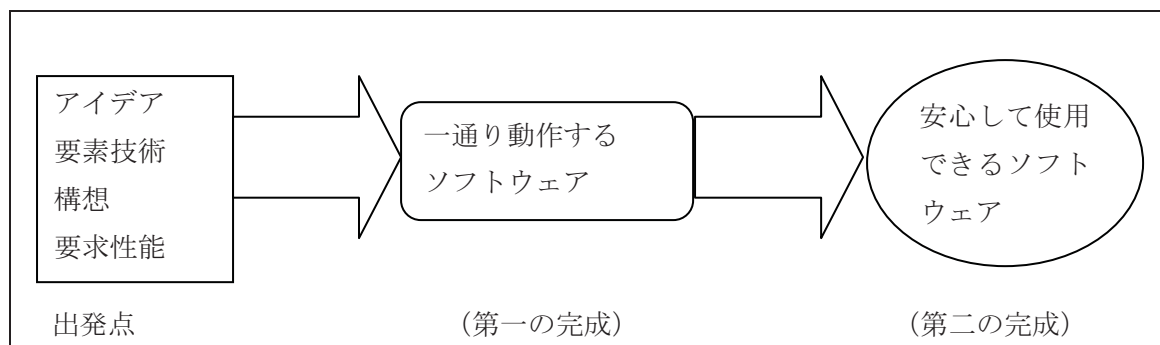 アイデア
要素技術
構想
要求性能
一通り動作する
ソフトウェア
安心して使用
できるソフト
ウェア
出発点
（第一の完成）
（第二の完成）